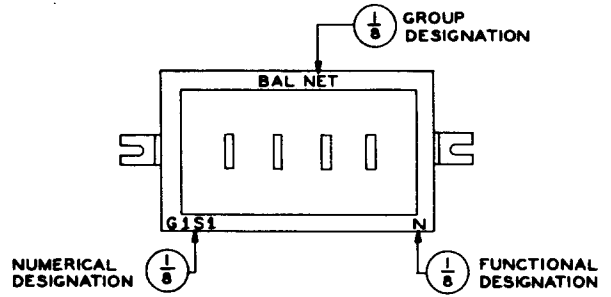 1/8 GROUP
DESIGNATION
BAL NET
G1S1 N
NUMERICAL
DESIGNATION 1/8
1/8 FUNCTIONAL
DESIGNATION